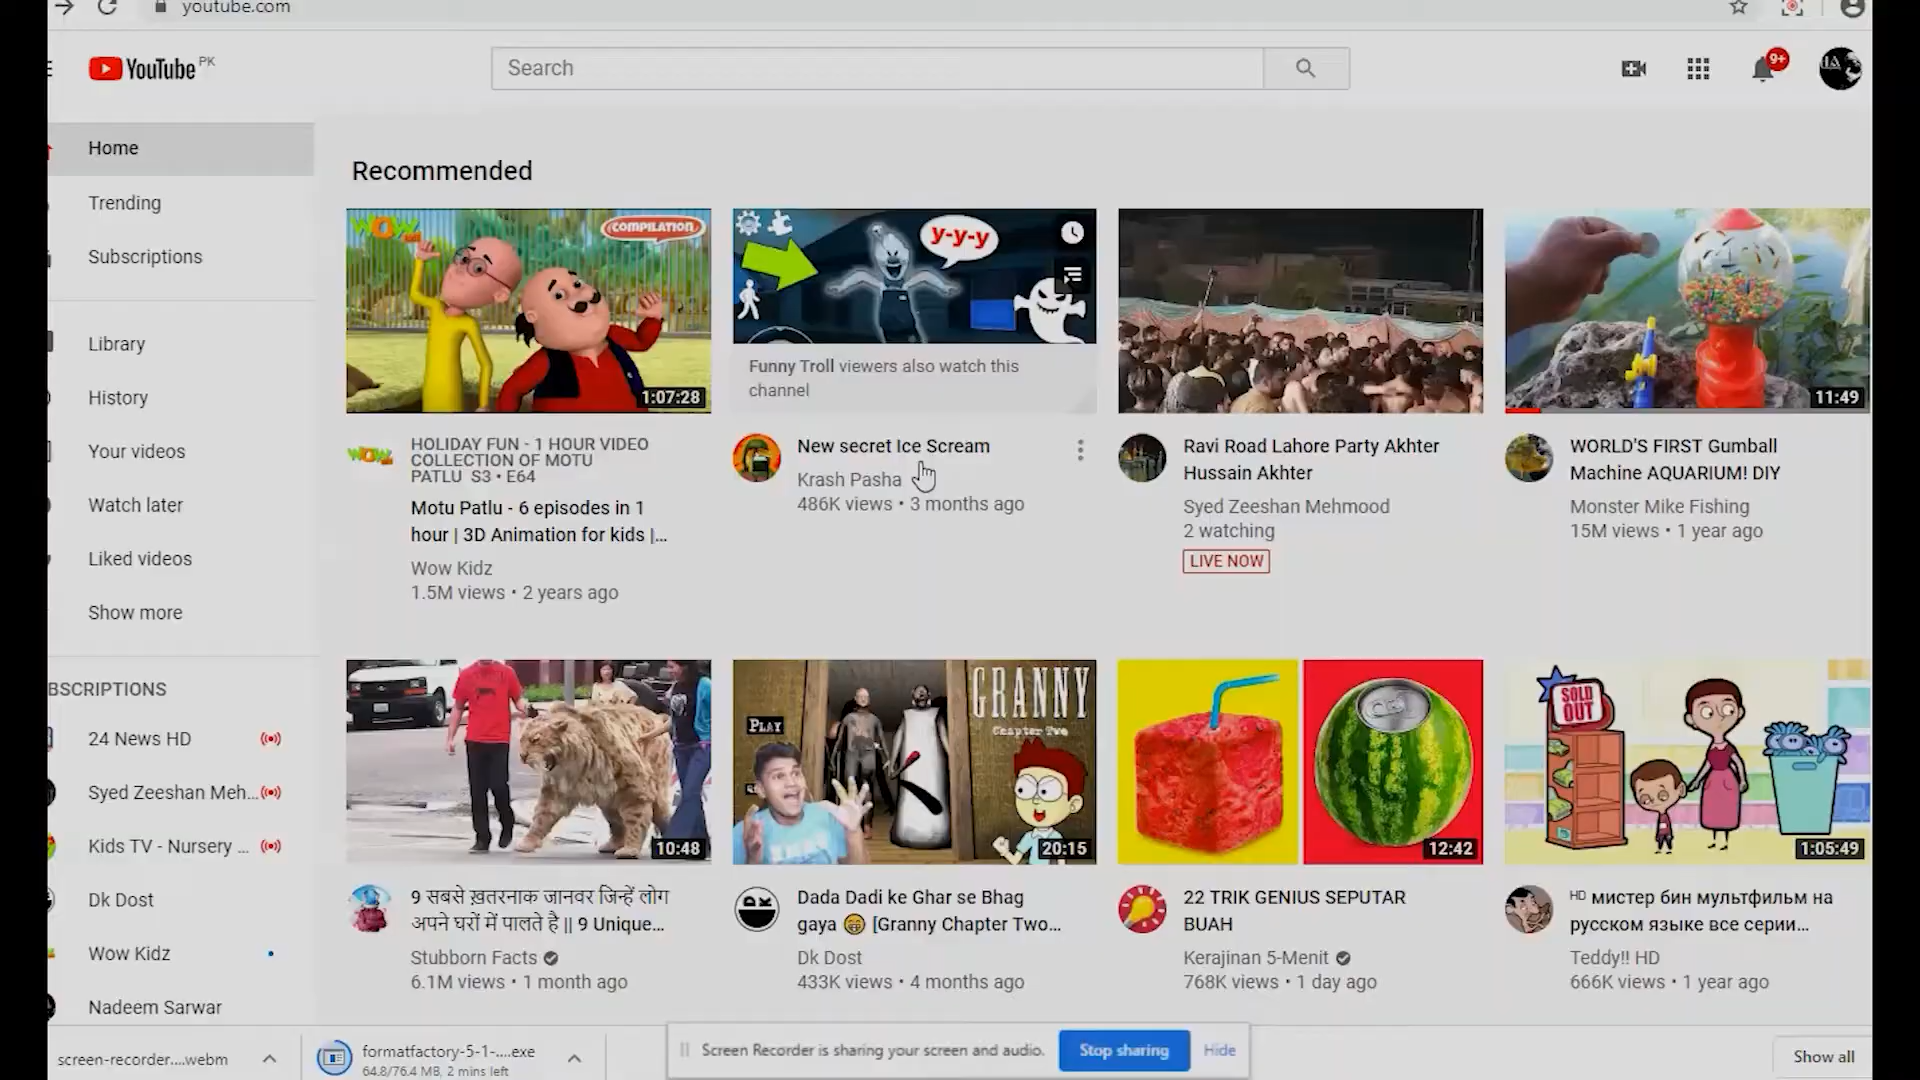 youtube.com
YouTube PK
Search
9+
Home
Trending
Subscriptions
Library
History
Your videos
Watch later
Liked videos
Show more
BSCRIPTIONS
24 News HD
Syed Zeeshan Meh...
Kids TV - Nursery ...
Dk Dost
Wow Kidz
Nadeem Sarwar
Recommended
WOW
COMPILATION
1:07:28
HOLIDAY FUN - 1 HOUR VIDEO
COLLECTION OF MOTU
PATLU S3 • E64
Motu Patlu - 6 episodes in 1
hour | 3D Animation for kids |...
Wow Kidz
1.5M views • 2 years ago
y-y-y
Funny Troll viewers also watch this
channel
New secret Ice Scream
Krash Pasha
486K views • 3 months ago
Ravi Road Lahore Party Akhter
Hussain Akhter
Syed Zeeshan Mehmood
2 watching
LIVE NOW
11:49
WORLD'S FIRST Gumball
Machine AQUARIUM! DIY
Monster Mike Fishing
15M views • 1 year ago
10:48
9 सबसे ख़तरनाक जानवर जिन्हें लोग
अपने घरों में पालते है || 9 Unique...
Stubborn Facts
6.1M views • 1 month ago
GRANNY
Chapter Two
PLAY
20:15
Dada Dadi ke Ghar se Bhag
gaya 😁 [Granny Chapter Two...
Dk Dost
433K views • 4 months ago
12:42
22 TRIK GENIUS SEPUTAR
BUAH
Kerajinan 5-Menit
768K views • 1 day ago
SOLD
OUT
1:05:49
HD мистер бин мультфильм на
русском языке все серии...
Teddy!! HD
666K views • 1 year ago
screen-recorder....webm
formatfactory-5-1-....exe
64.8/76.4 MB, 2 mins left
Screen Recorder is sharing your screen and audio.
Stop sharing
Hide
Show all